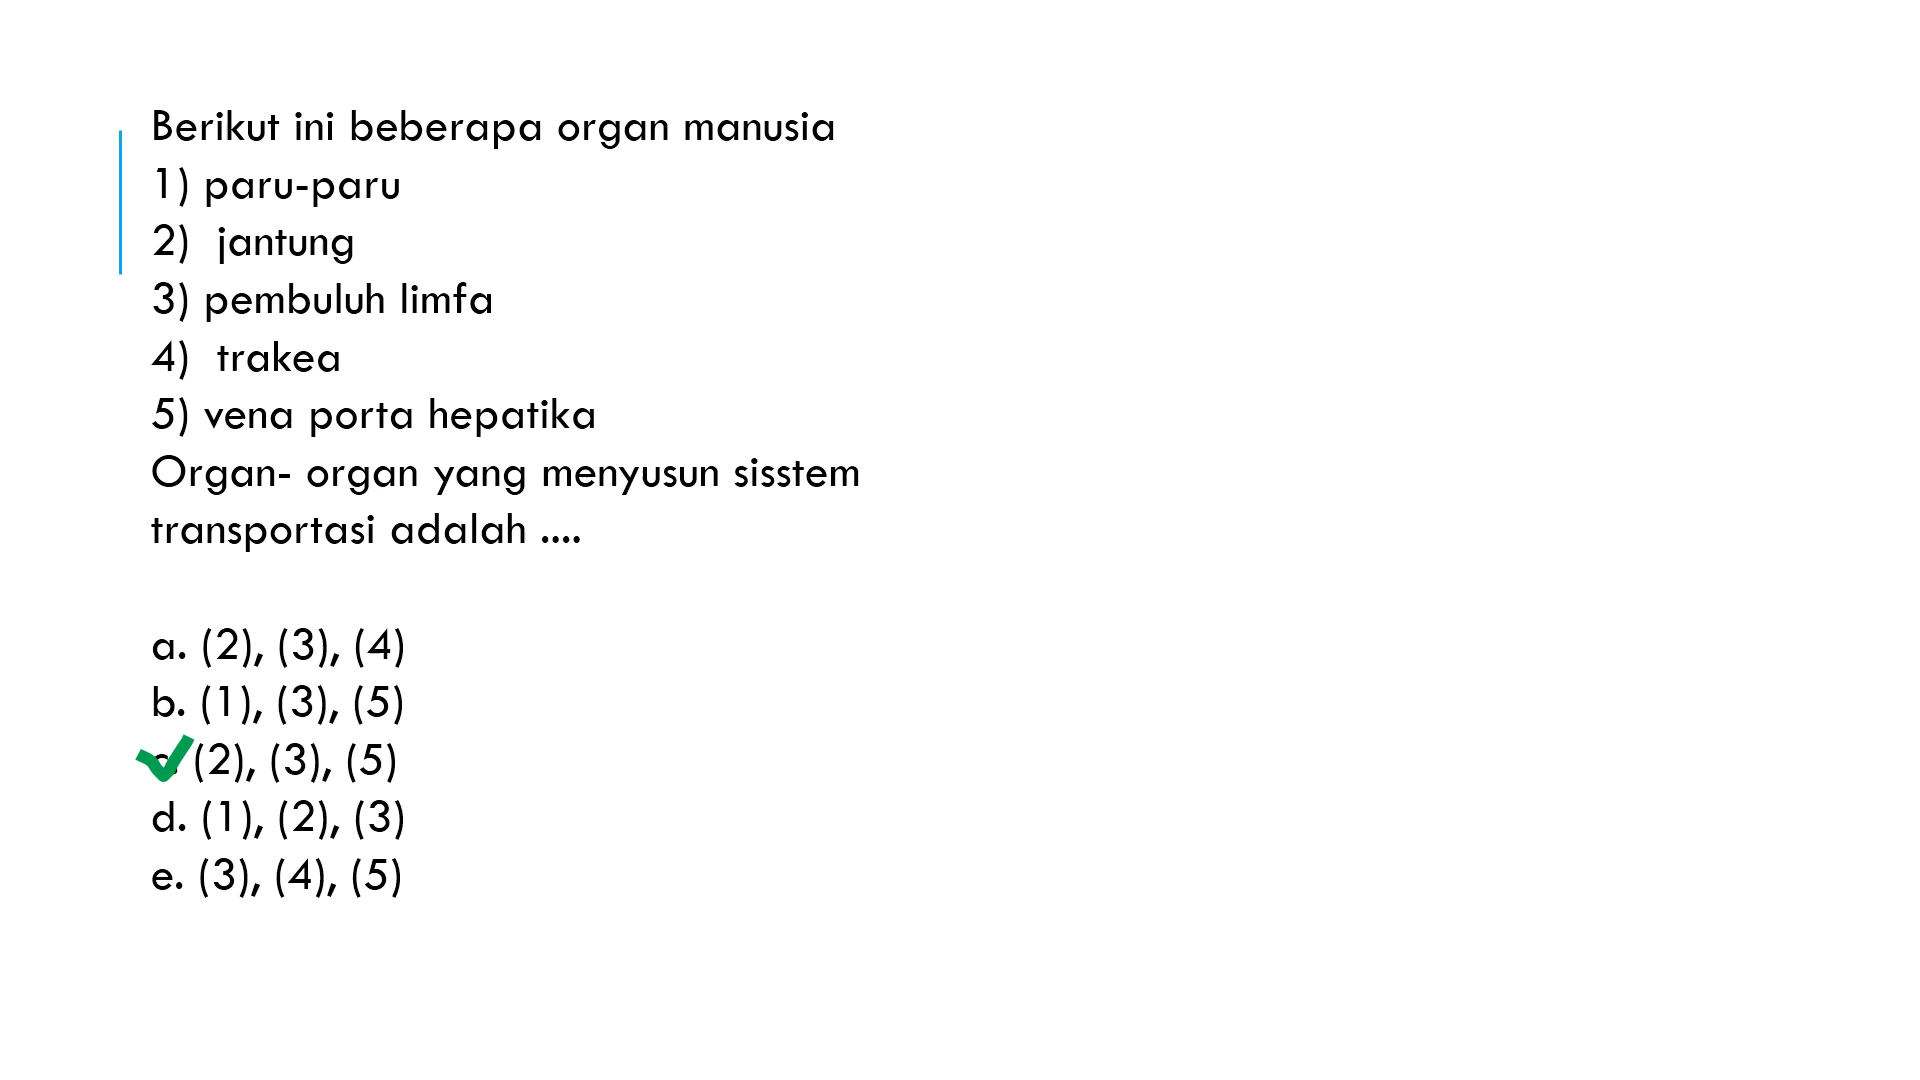 Berikut ini beberapa organ manusia
1) paru-paru
2)  jantung
3) pembuluh limfa
4)  trakea
5) vena porta hepatika
Organ- organ yang menyusun sisstem
transportasi adalah ....
a. (2), (3), (4)
b. (1), (3), (5)
c. (2), (3), (5)
d. (1), (2), (3)
e. (3), (4), (5)